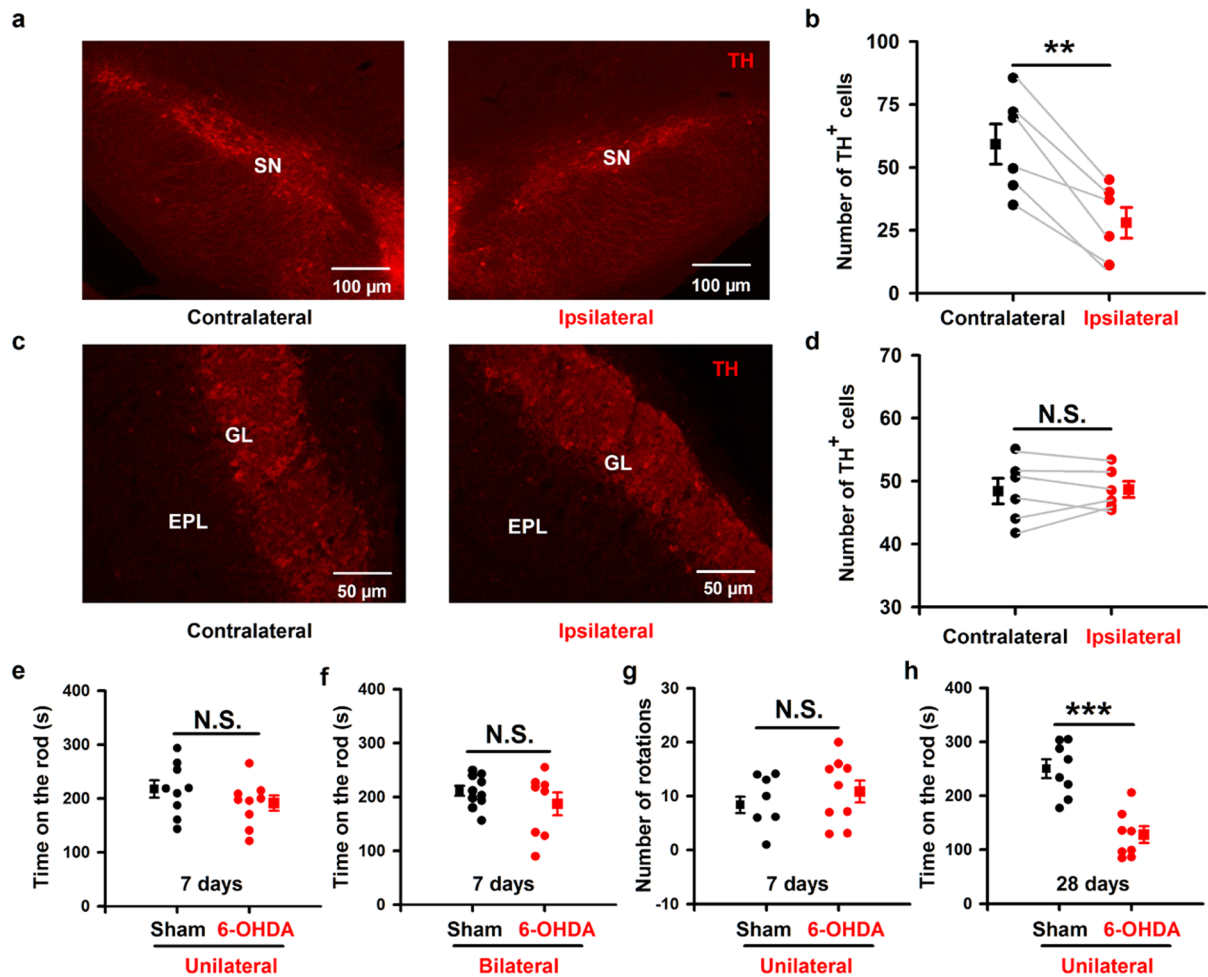 a
TH
SN
SN
100 µm
100 µm
Contralateral
Ipsilateral
b
Number of TH+ cells
100
75
50
25
0
**
Contralateral
Ipsilateral
c
TH
GL
GL
EPL
EPL
50 µm
50 µm
Contralateral
Ipsilateral
d
Number of TH+ cells
70
60
50
40
30
N.S.
Contralateral
Ipsilateral
e
Time on the rod (s)
400
300
200
100
0
N.S.
7 days
Sham 6-OHDA
Unilateral
f
Time on the rod (s)
400
300
200
100
0
N.S.
7 days
Sham 6-OHDA
Bilateral
g
Number of rotations
30
20
10
0
-10
N.S.
7 days
Sham 6-OHDA
Unilateral
h
Time on the rod (s)
400
300
200
100
0
***
28 days
Sham 6-OHDA
Unilateral